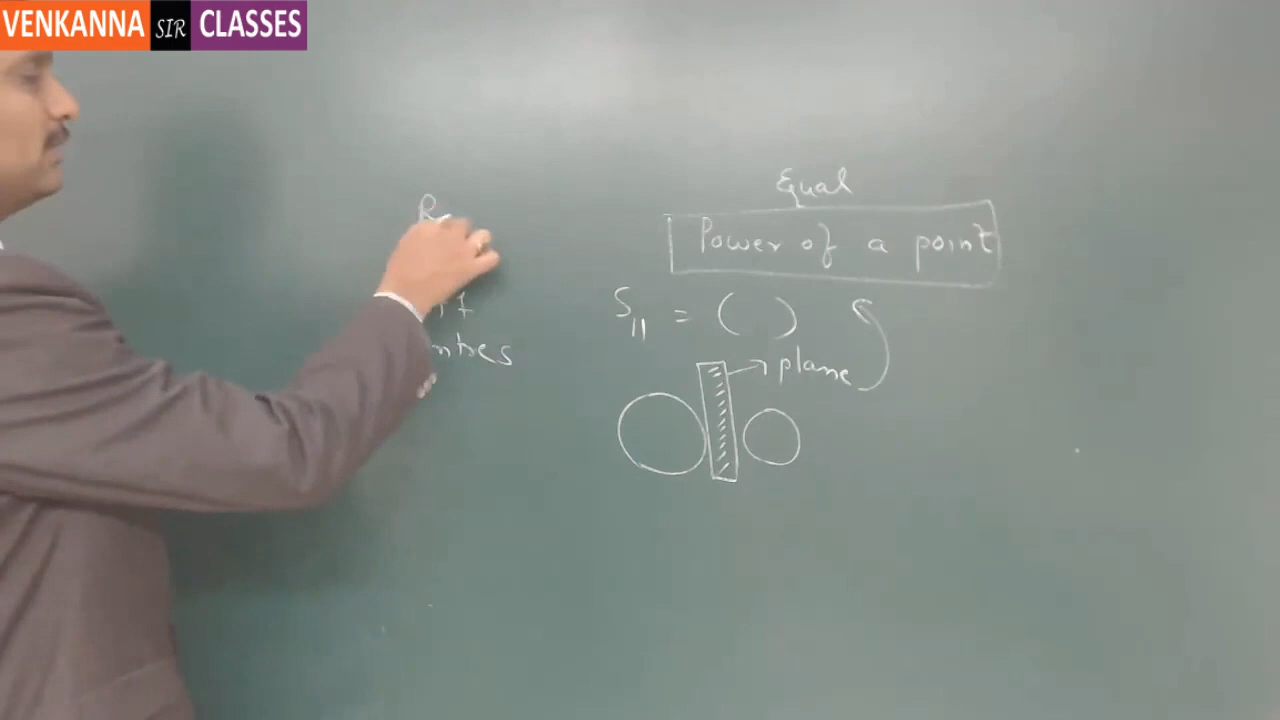 VENKANNA SIR CLASSES
Equal
Power of a point
S11 = ( )
plane